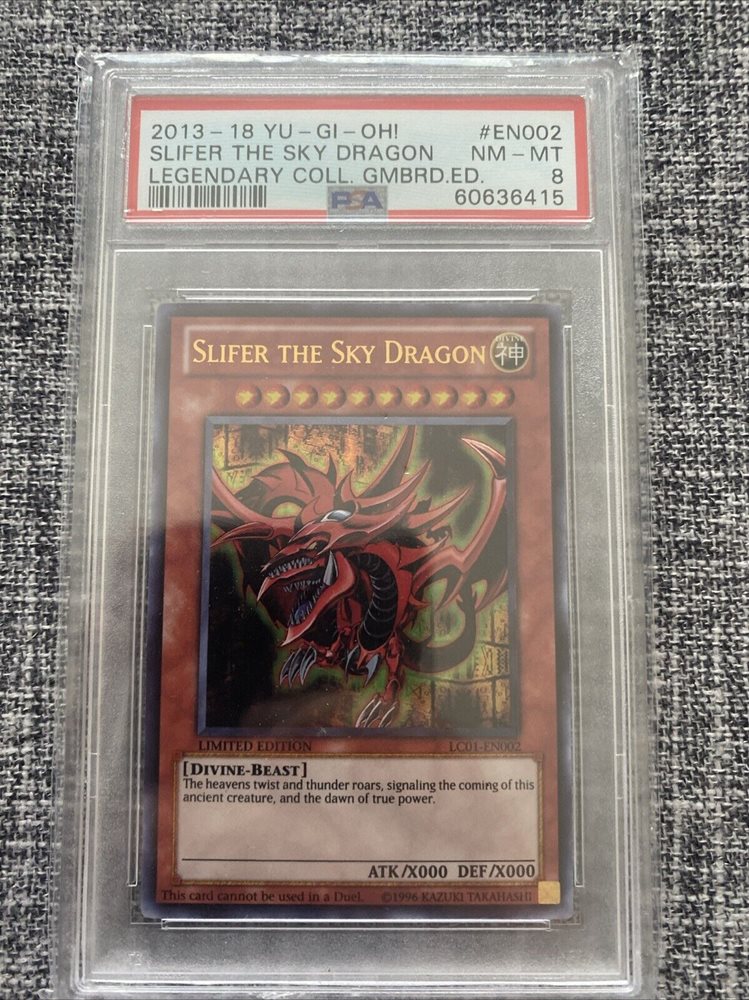 2013-18 YU-GI-OH! #EN002
SLIFER THE SKY DRAGON NM-MT
LEGENDARY COLL. GMBRD.ED. 8
PSA 60636415
SLIFER THE SKY DRAGON
DIVINE
神
LIMITED EDITION LC01-EN002
[DIVINE-BEAST]
The heavens twist and thunder roars, signaling the coming of this
ancient creature, and the dawn of true power.
ATK/X000 DEF/X000
This card cannot be used in a Duel. ©1996 KAZUKI TAKAHASHI